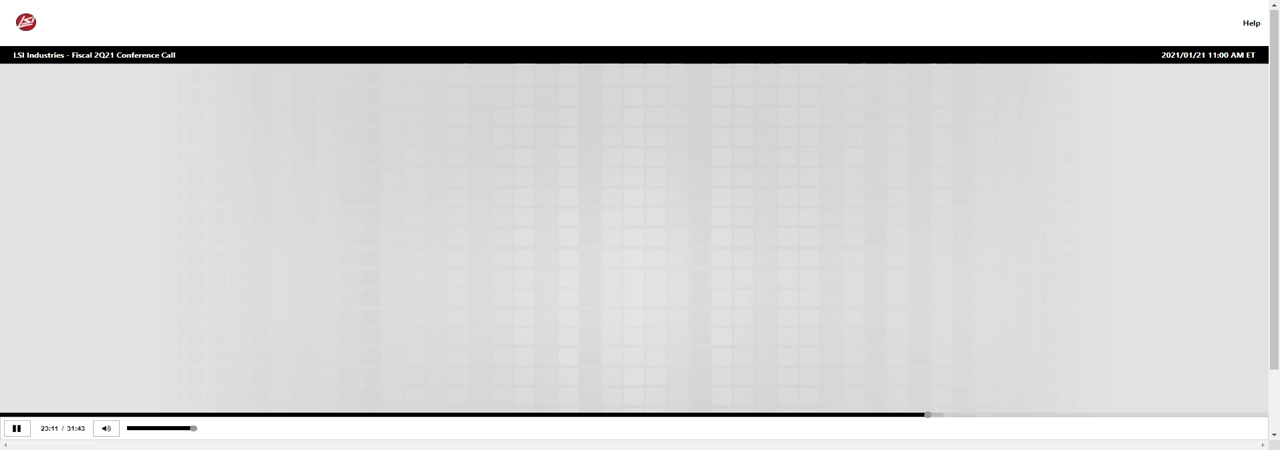 LSI
Help
LSI Industries - Fiscal 2Q21 Conference Call
2021/01/21 11:00 AM ET
23:11 / 31:43